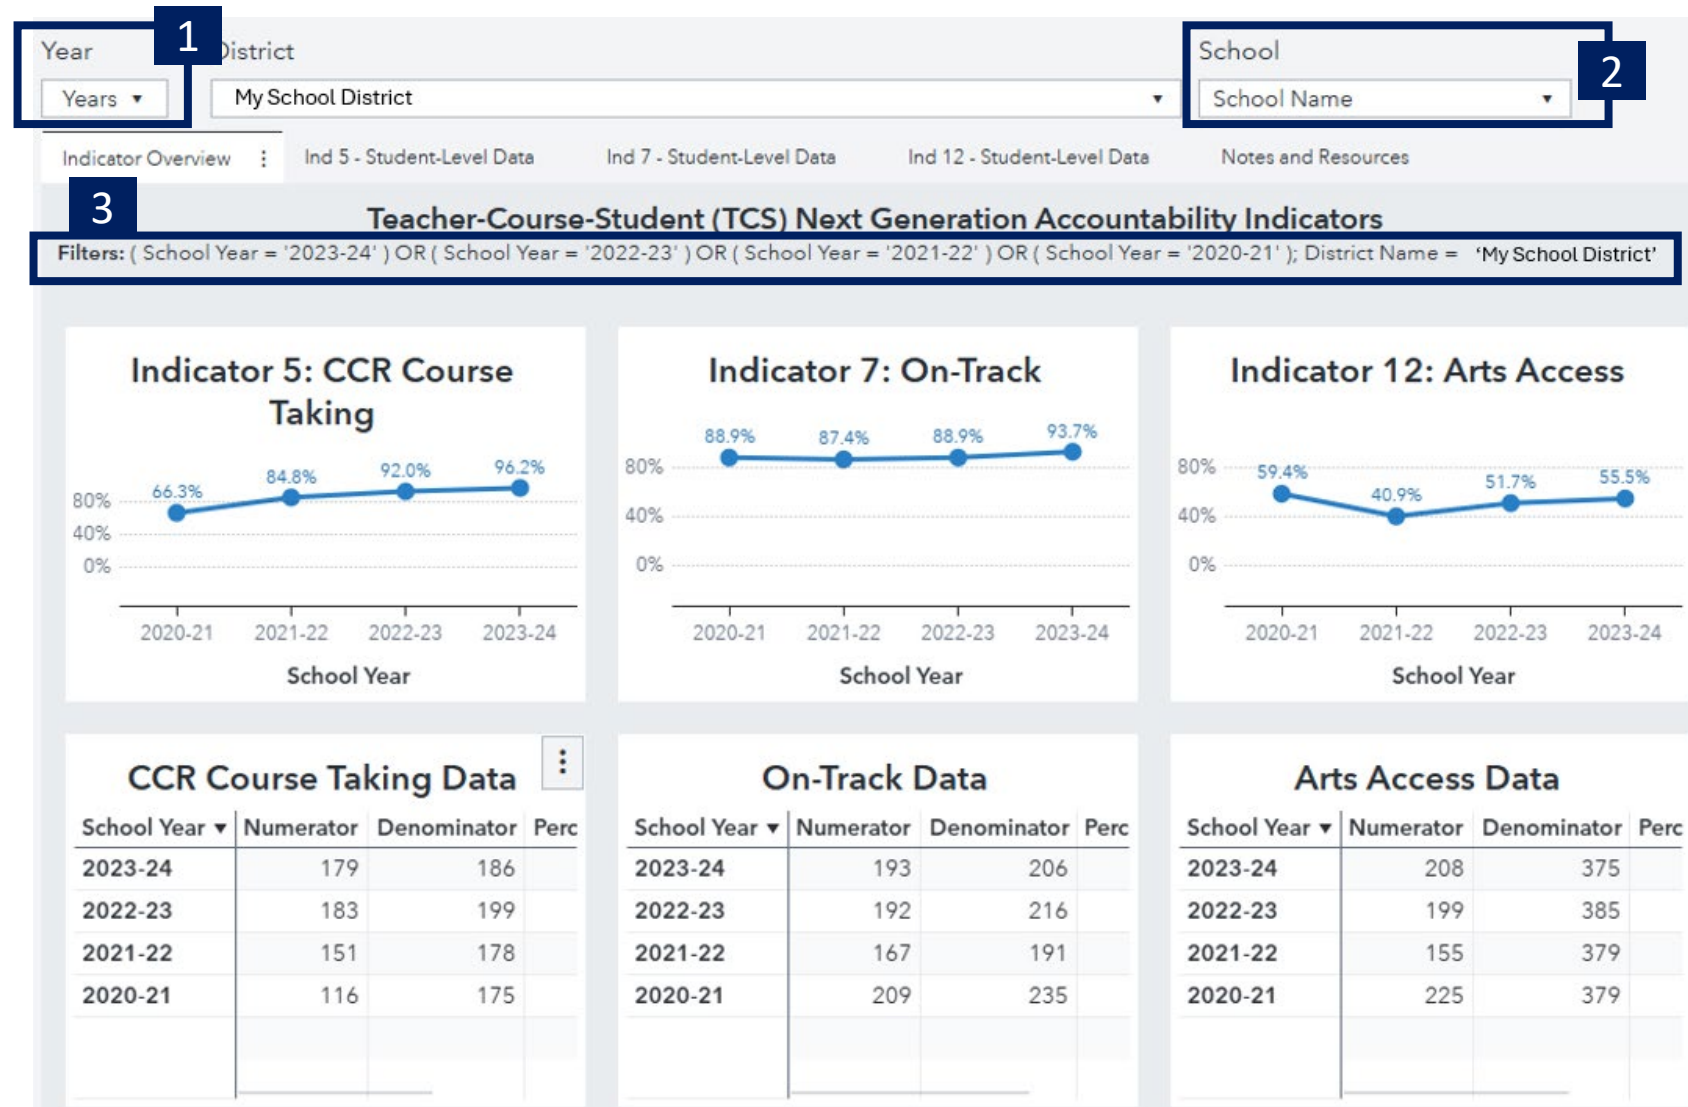 1
Year
District
School
2
Years ▼
My School District ▼
School Name ▼
Indicator Overview
Ind 5 - Student-Level Data
Ind 7 - Student-Level Data
Ind 12 - Student-Level Data
Notes and Resources
3
Teacher-Course-Student (TCS) Next Generation Accountability Indicators
Filters: ( School Year = '2023-24' ) OR ( School Year = '2022-23' ) OR ( School Year = '2021-22' ) OR ( School Year = '2020-21' ); District Name = ‘My School District’
Indicator 5: CCR Course
Taking
66.3% 84.8% 92.0% 96.2%
80%
40%
0%
2020-21 2021-22 2022-23 2023-24
School Year
Indicator 7: On-Track
88.9% 87.4% 88.9% 93.7%
80%
40%
0%
2020-21 2021-22 2022-23 2023-24
School Year
Indicator 12: Arts Access
59.4% 40.9% 51.7% 55.5%
80%
40%
0%
2020-21 2021-22 2022-23 2023-24
School Year
CCR Course Taking Data
School Year ▼ Numerator Denominator Perc
2023-24 179 186
2022-23 183 199
2021-22 151 178
2020-21 116 175
On-Track Data
School Year ▼ Numerator Denominator Perc
2023-24 193 206
2022-23 192 216
2021-22 167 191
2020-21 209 235
Arts Access Data
School Year ▼ Numerator Denominator Perc
2023-24 208 375
2022-23 199 385
2021-22 155 379
2020-21 225 379